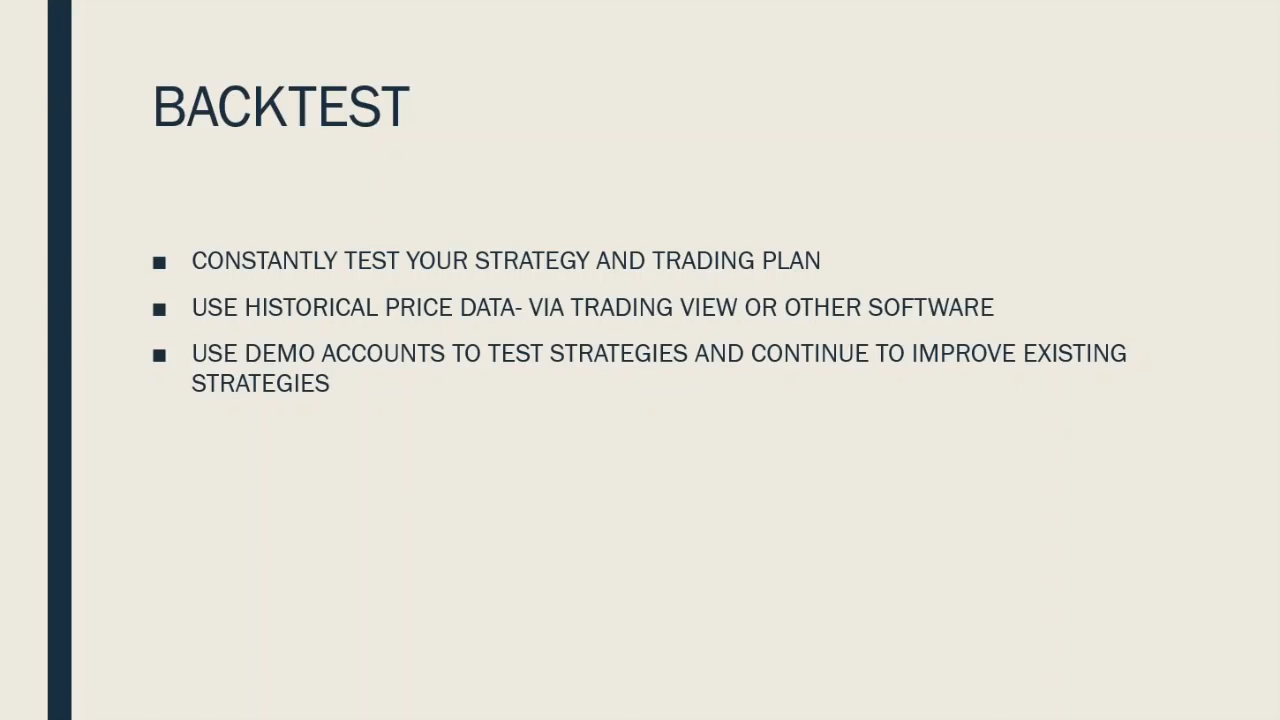 BACKTEST
■ CONSTANTLY TEST YOUR STRATEGY AND TRADING PLAN
■ USE HISTORICAL PRICE DATA- VIA TRADING VIEW OR OTHER SOFTWARE
■ USE DEMO ACCOUNTS TO TEST STRATEGIES AND CONTINUE TO IMPROVE EXISTING
STRATEGIES